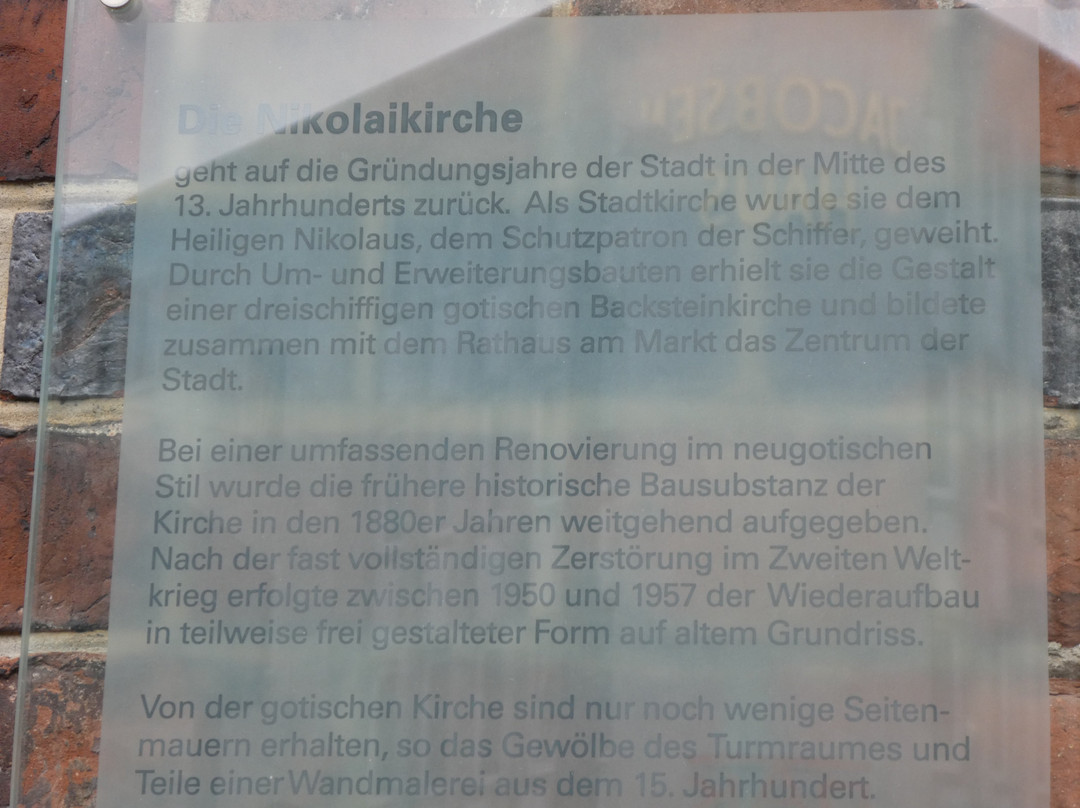 JACOBSEN
HAUS
Die Nikolaikirche
geht auf die Gründungsjahre der Stadt in der Mitte des
13. Jahrhunderts zurück. Als Stadtkirche wurde sie dem
Heiligen Nikolaus, dem Schutzpatron der Schiffer, geweiht.
Durch Um- und Erweiterungsbauten erhielt sie die Gestalt
einer dreischiffigen gotischen Backsteinkirche und bildete
zusammen mit dem Rathaus am Markt das Zentrum der
Stadt.
Bei einer umfassenden Renovierung im neugotischen
Stil wurde die frühere historische Bausubstanz der
Kirche in den 1880er Jahren weitgehend aufgegeben.
Nach der fast vollständigen Zerstörung im Zweiten Welt-
krieg erfolgte zwischen 1950 und 1957 der Wiederaufbau
in teilweise frei gestalteter Form auf altem Grundriss.
Von der gotischen Kirche sind nur noch wenige Seiten-
mauern erhalten, so das Gewölbe des Turmraumes und
Teile einer Wandmalerei aus dem 15. Jahrhundert.